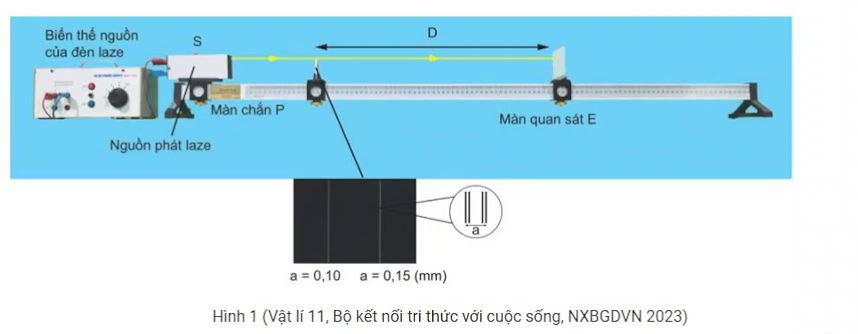 Biến thế nguồn
của đèn laze
S
D
Màn chắn P
Màn quan sát E
Nguồn phát laze
a
a = 0,10 a = 0,15 (mm)
Hình 1 (Vật lí 11, Bộ kết nối tri thức với cuộc sống, NXBGDVN 2023)